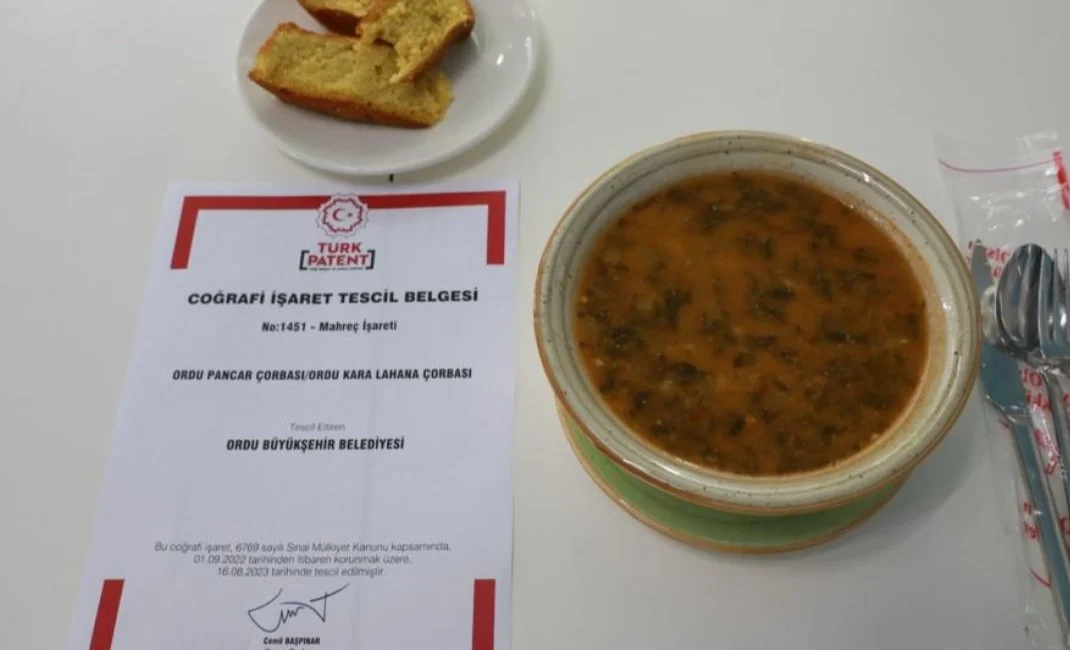 TÜRK
PATENT
COĞRAFİ İŞARET TESCİL BELGESİ
No:1451 - Mahreç İşareti
ORDU PANCAR ÇORBASI/ORDU KARA LAHANA ÇORBASI
Tescil Ettiren
ORDU BÜYÜKŞEHİR BELEDİYESİ
Bu coğrafi işaret, 6769 sayılı Sınai Mülkiyet Kanunu kapsamında,
01.09.2022 tarihinden itibaren korunmak üzere,
16.08.2023 tarihinde tescil edilmiştir.
Cemil BAŞPINAR